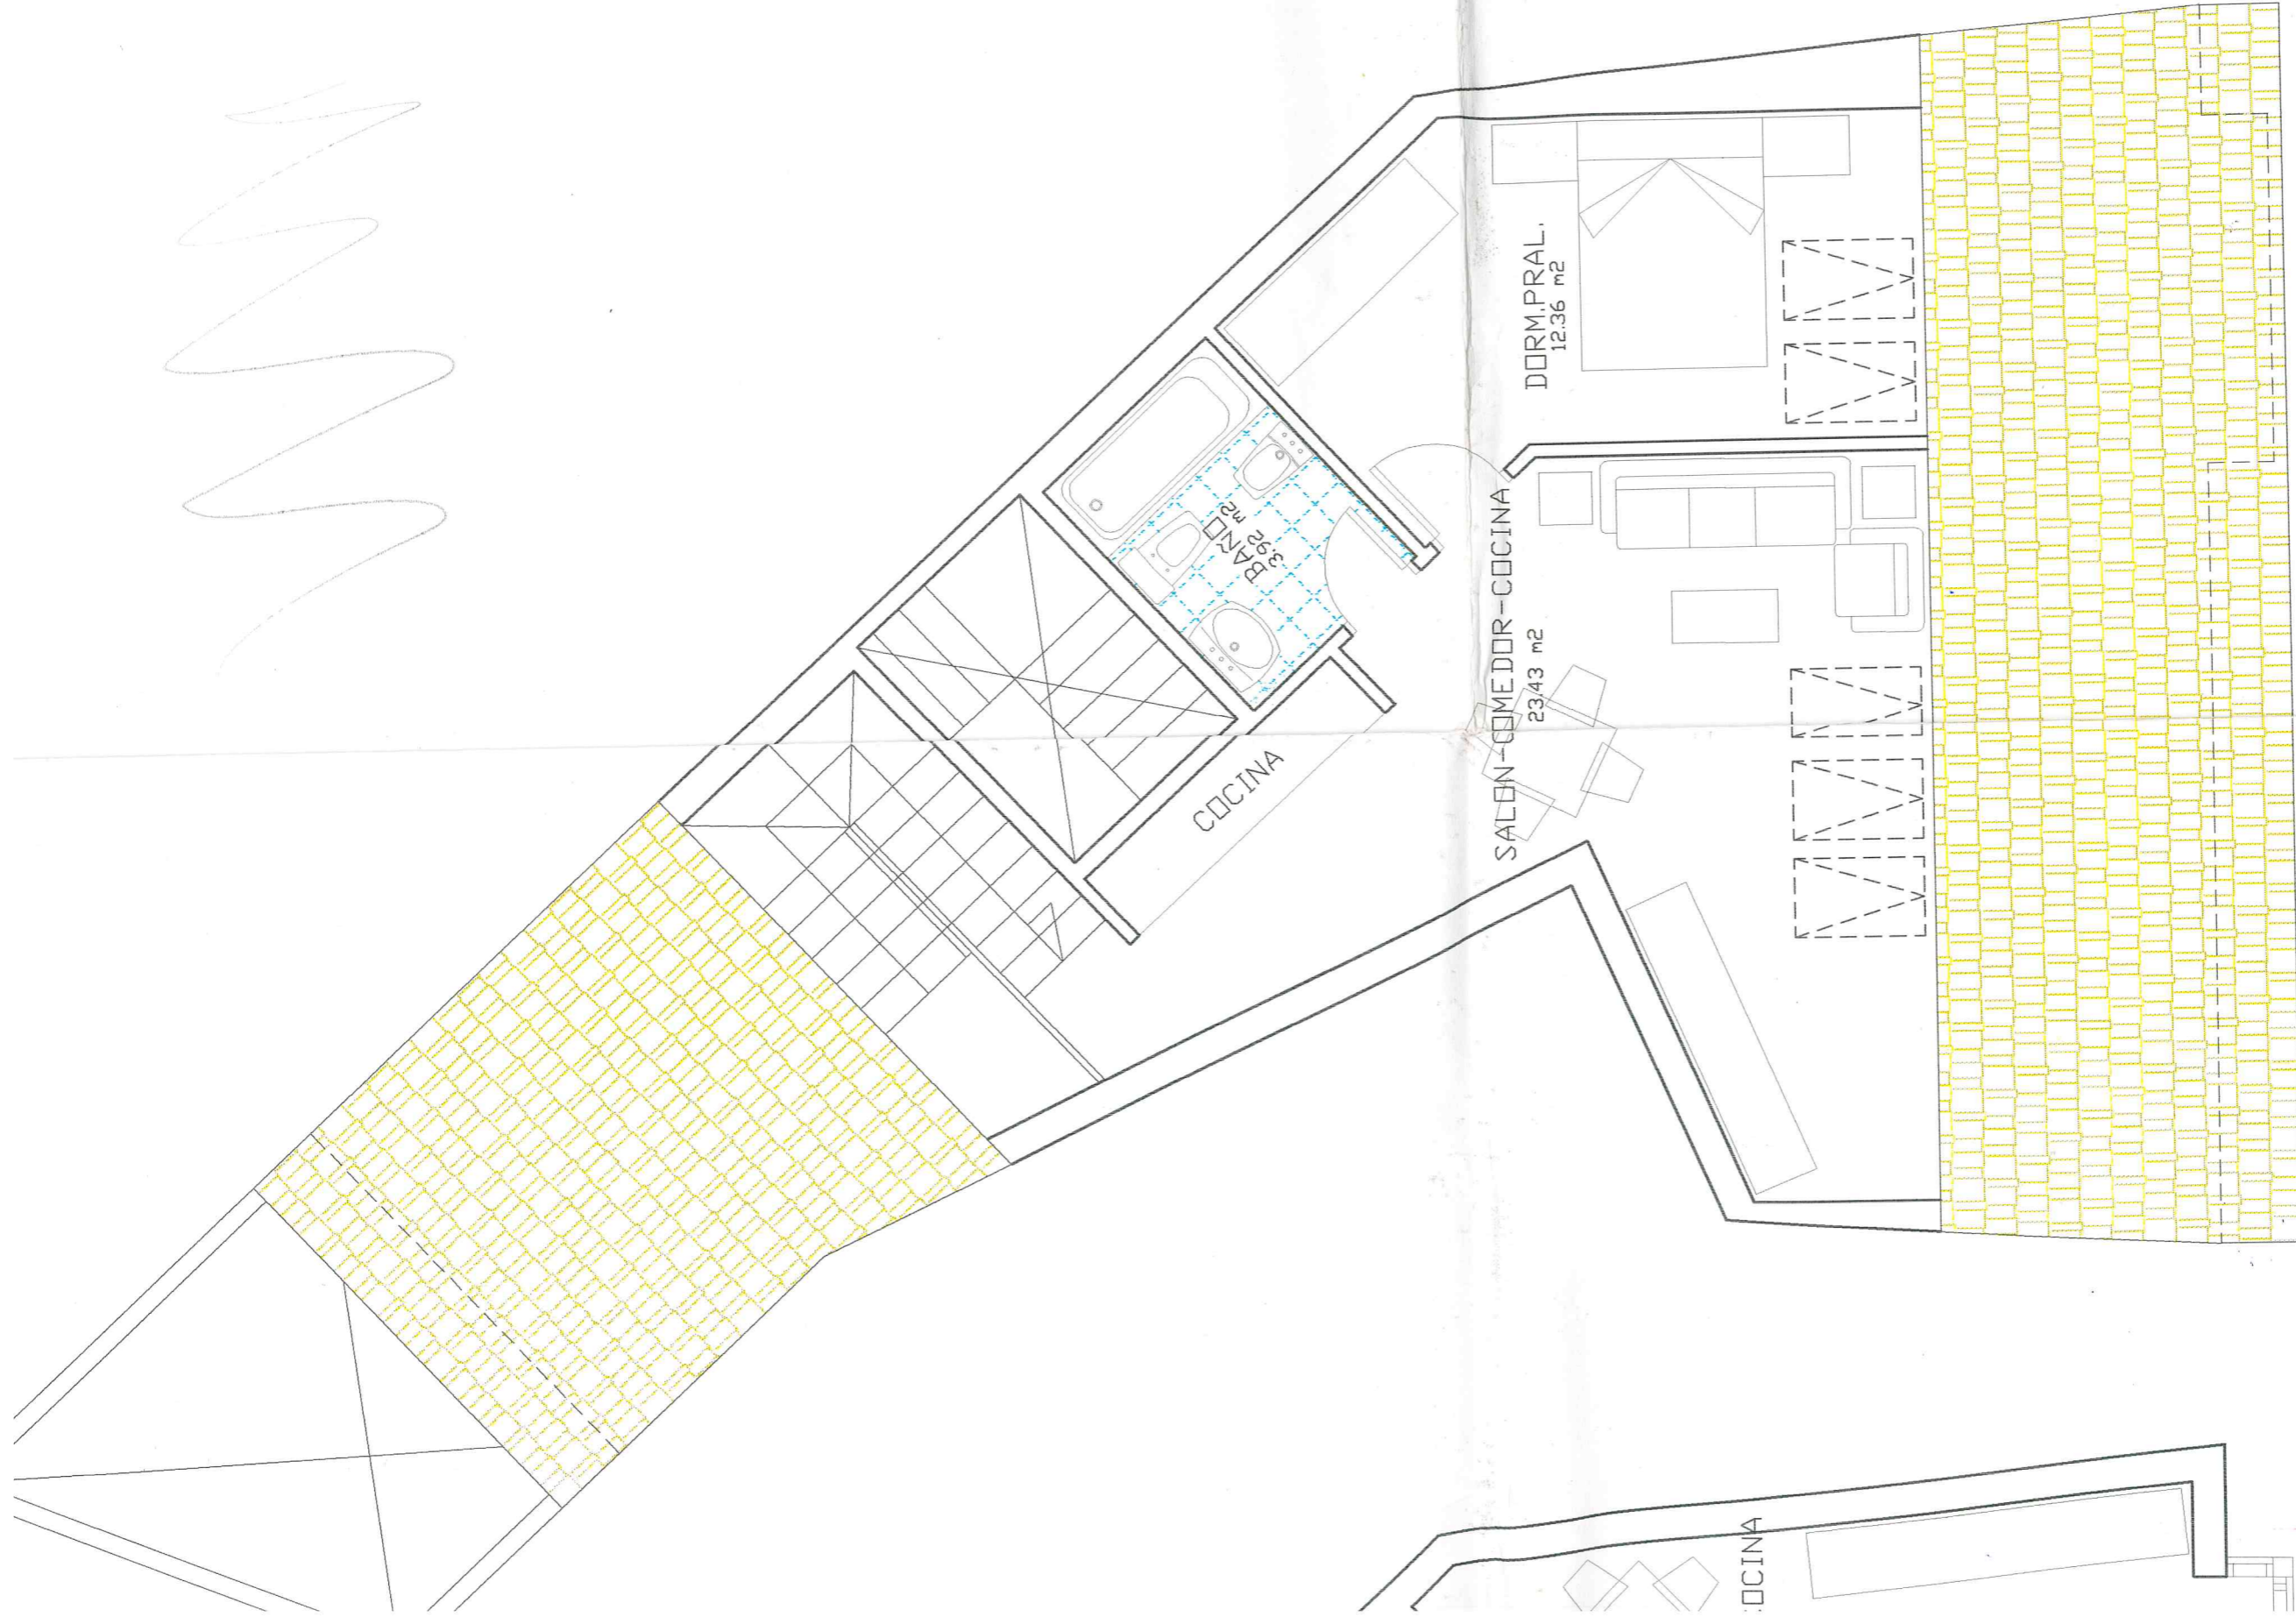 DORM.PRAL.
12.36 m2
BAÑO
3.92 m2
SALON-COMEDOR-COCINA
23.43 m2
COCINA
COCINA